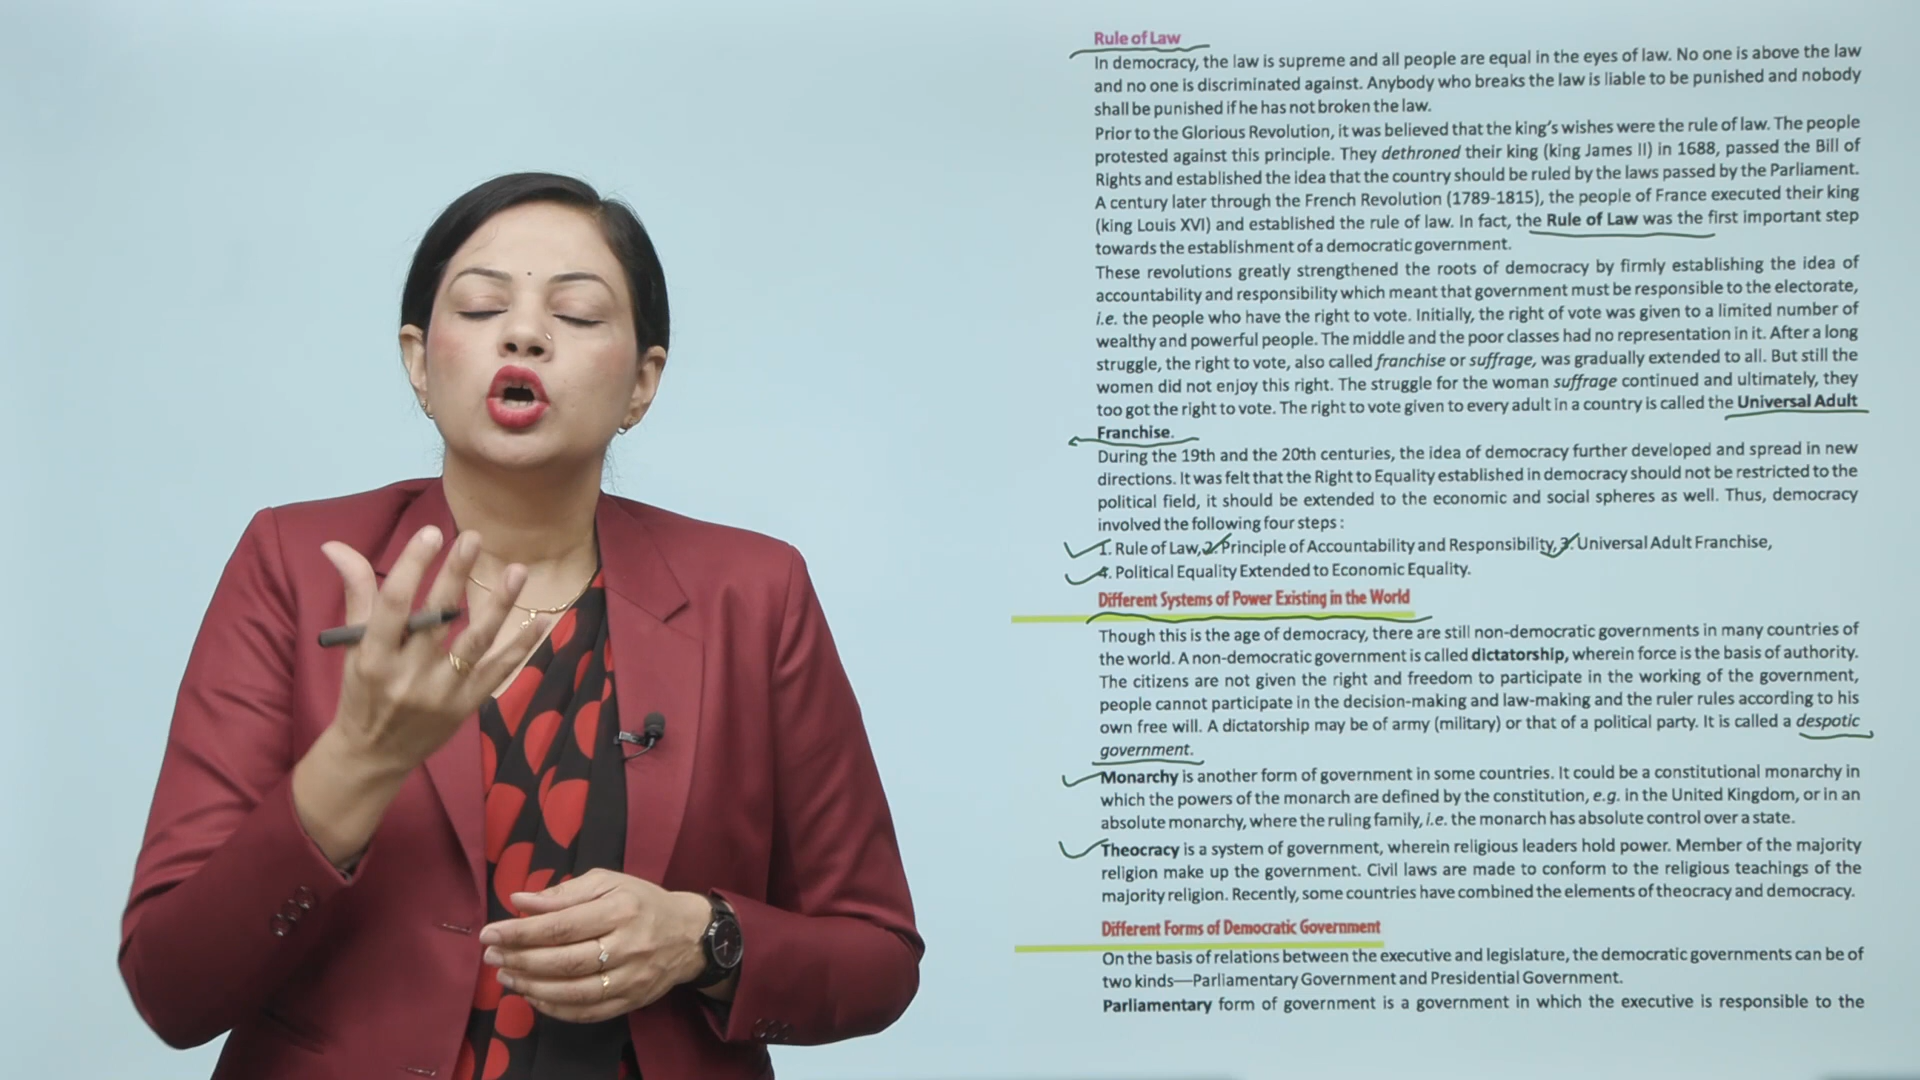 Rule of Law
In democracy, the law is supreme and all people are equal in the eyes of law. No one is above the law
and no one is discriminated against. Anybody who breaks the law is liable to be punished and nobody
shall be punished if he has not broken the law.
Prior to the Glorious Revolution, it was believed that the king's wishes were the rule of law. The people
protested against this principle. They dethroned their king (king James II) in 1688, passed the Bill of
Rights and established the idea that the country should be ruled by the laws passed by the Parliament.
A century later through the French Revolution (1789-1815), the people of France executed their king
(king Louis XVI) and established the rule of law. In fact, the Rule of Law was the first important step
towards the establishment of a democratic government.
These revolutions greatly strengthened the roots of democracy by firmly establishing the idea of
accountability and responsibility which meant that government must be responsible to the electorate,
i.e. the people who have the right to vote. Initially, the right of vote was given to a limited number of
wealthy and powerful people. The middle and the poor classes had no representation in it. After a long
struggle, the right to vote, also called franchise or suffrage, was gradually extended to all. But still the
women did not enjoy this right. The struggle for the woman suffrage continued and ultimately, they
too got the right to vote. The right to vote given to every adult in a country is called the Universal Adult
Franchise.
During the 19th and the 20th centuries, the idea of democracy further developed and spread in new
directions. It was felt that the Right to Equality established in democracy should not be restricted to the
political field, it should be extended to the economic and social spheres as well. Thus, democracy
involved the following four steps :
1. Rule of Law, 2. Principle of Accountability and Responsibility, 3. Universal Adult Franchise,
4. Political Equality Extended to Economic Equality.
Different Systems of Power Existing in the World
Though this is the age of democracy, there are still non-democratic governments in many countries of
the world. A non-democratic government is called dictatorship, wherein force is the basis of authority.
The citizens are not given the right and freedom to participate in the working of the government,
people cannot participate in the decision-making and law-making and the ruler rules according to his
own free will. A dictatorship may be of army (military) or that of a political party. It is called a despotic
government.
Monarchy is another form of government in some countries. It could be a constitutional monarchy in
which the powers of the monarch are defined by the constitution, e.g. in the United Kingdom, or in an
absolute monarchy, where the ruling family, i.e. the monarch has absolute control over a state.
Theocracy is a system of government, wherein religious leaders hold power. Member of the majority
religion make up the government. Civil laws are made to conform to the religious teachings of the
majority religion. Recently, some countries have combined the elements of theocracy and democracy.
Different Forms of Democratic Government
On the basis of relations between the executive and legislature, the democratic governments can be of
two kinds—Parliamentary Government and Presidential Government.
Parliamentary form of government is a government in which the executive is responsible to the